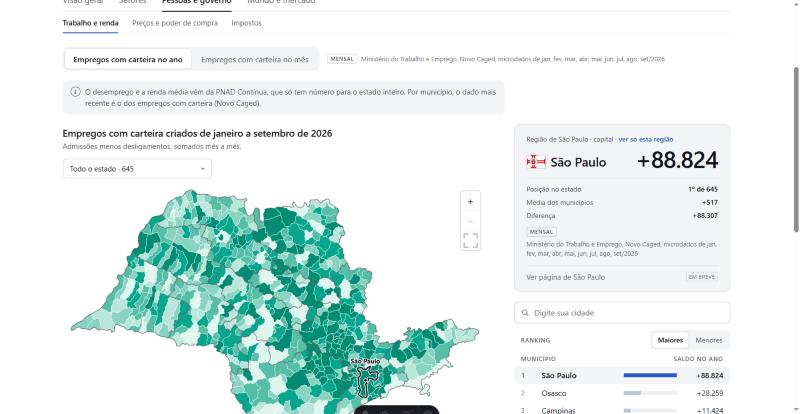 Visão geral Setores Pessoas e governo Mundo e mercado
Trabalho e renda Preços e poder de compra Impostos
Empregos com carteira no ano Empregos com carteira no mês MENSAL Ministério do Trabalho e Emprego, Novo Caged, microdados de jan, fev, mar, abr, mai, jun, jul, ago, set/2026
O desemprego e a renda média vêm da PNAD Contínua, que só tem número para o estado inteiro. Por município, o dado mais
recente é o dos empregos com carteira (Novo Caged).
Empregos com carteira criados de janeiro a setembro de 2026
Admissões menos desligamentos, somados mês a mês.
Todo o estado · 645
+
−
São Paulo
Região de São Paulo · capital · ver só esta região
São Paulo +88.824
Posição no estado 1º de 645
Média dos municípios +517
Diferença +88.307
MENSAL
Ministério do Trabalho e Emprego, Novo Caged, microdados de jan,
fev, mar, abr, mai, jun, jul, ago, set/2026
Ver página de São Paulo EM BREVE
Digite sua cidade
RANKING Maiores Menores
MUNICÍPIO SALDO NO ANO
1 São Paulo +88.824
2 Osasco +28.259
3 Campinas +11.424